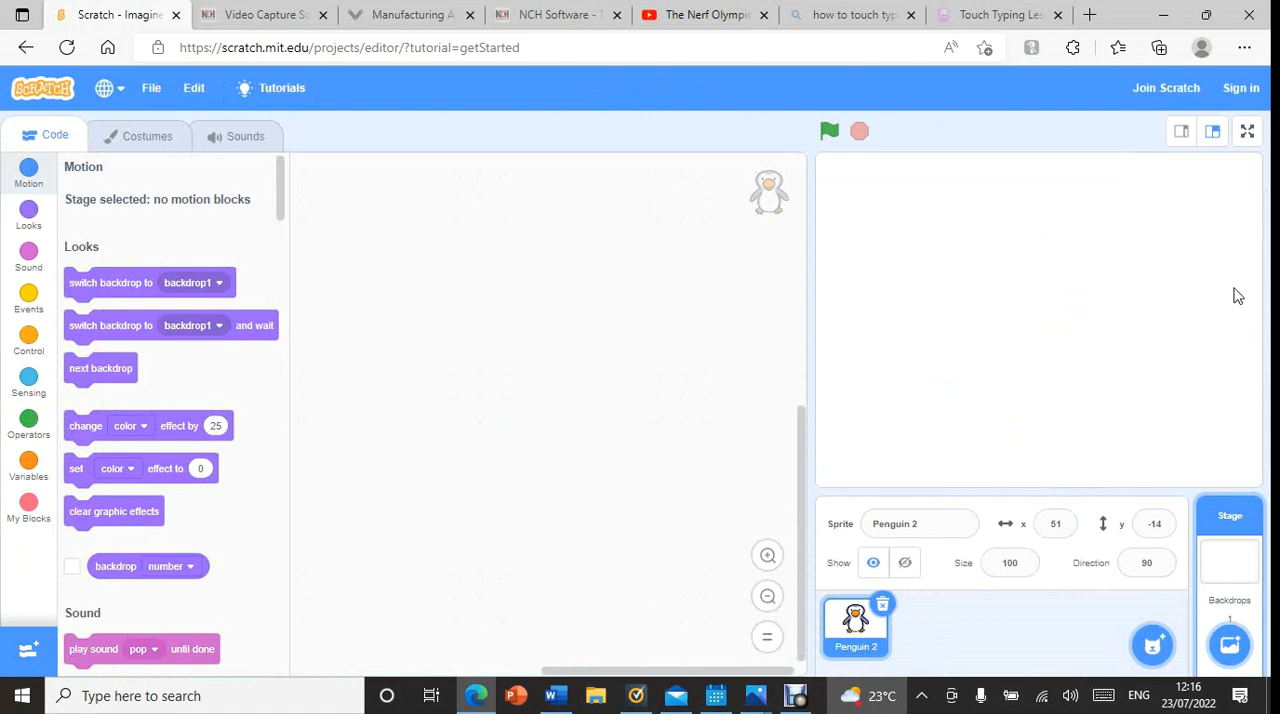 Scratch - Imagine
Video Capture So
Manufacturing A
NCH Software - T
The Nerf Olympic
how to touch typ
Touch Typing Les
https://scratch.mit.edu/projects/editor/?tutorial=getStarted
SCRATCH
File
Edit
Tutorials
Join Scratch
Sign in
Code
Costumes
Sounds
Motion
Looks
Sound
Events
Control
Sensing
Operators
Variables
My Blocks
Motion
Stage selected: no motion blocks
Looks
switch backdrop to backdrop1
switch backdrop to backdrop1 and wait
next backdrop
change color effect by 25
set color effect to 0
clear graphic effects
backdrop number
Sound
play sound pop until done
Sprite Penguin 2 x 51 y -14
Show Size 100 Direction 90
Penguin 2
Stage
Backdrops
1
Type here to search
23°C
ENG
12:16
23/07/2022